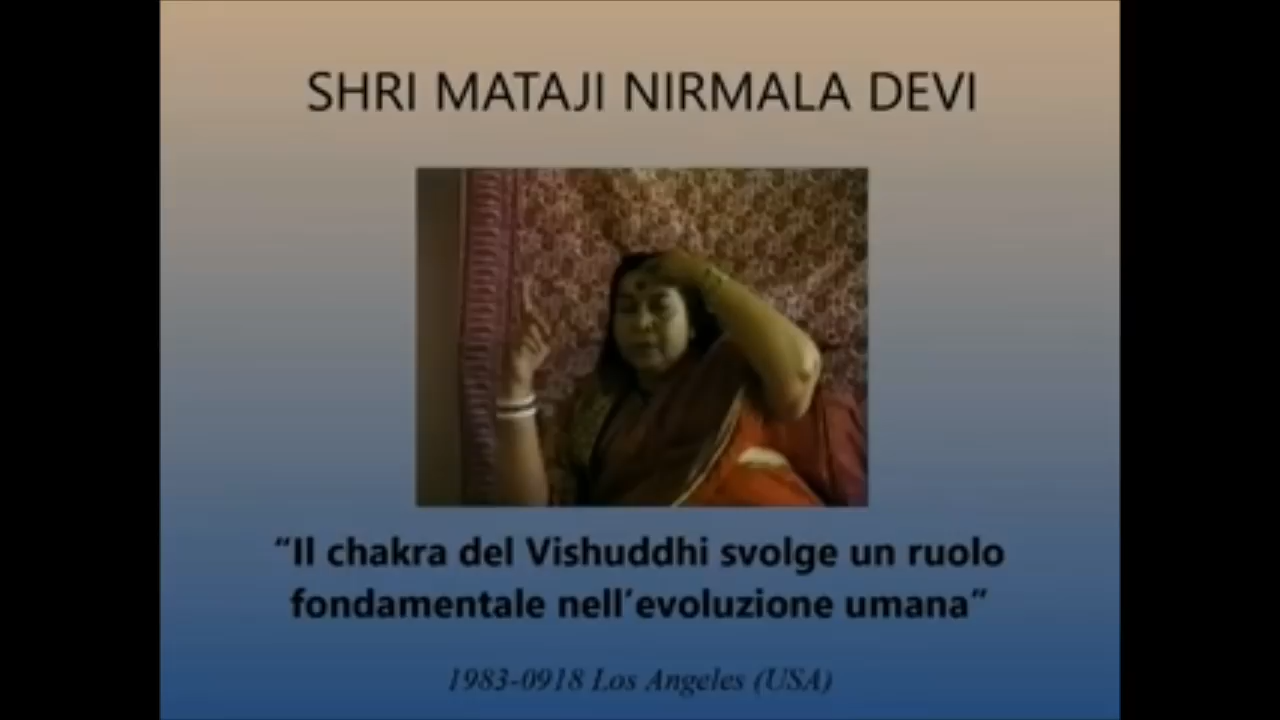 SHRI MATAJI NIRMALA DEVI
“Il chakra del Vishuddhi svolge un ruolo
fondamentale nell’evoluzione umana”
1983-0918 Los Angeles (USA)